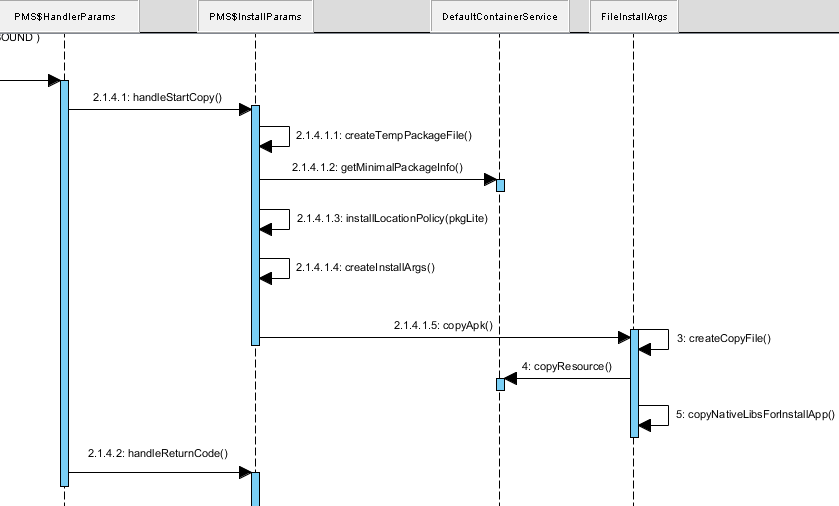 PMS$HandlerParams
PMS$InstallParams
DefaultContainerService
FileInstallArgs
OUND )
2.1.4.1: handleStartCopy()
2.1.4.1.1: createTempPackageFile()
2.1.4.1.2: getMinimalPackageInfo()
2.1.4.1.3: installLocationPolicy(pkgLite)
2.1.4.1.4: createInstallArgs()
2.1.4.1.5: copyApk()
3: createCopyFile()
4: copyResource()
5: copyNativeLibsForInstallApp()
2.1.4.2: handleReturnCode()